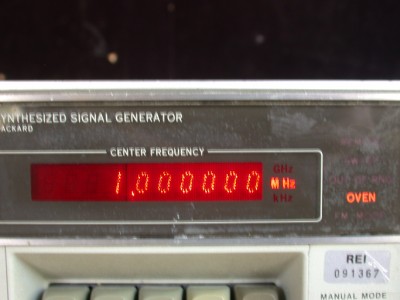 YNTHESIZED SIGNAL GENERATOR
ACKARD
CENTER FREQUENCY
1.000000
GHz
MHz
kHz
OVEN
REI
091367
MANUAL MODE